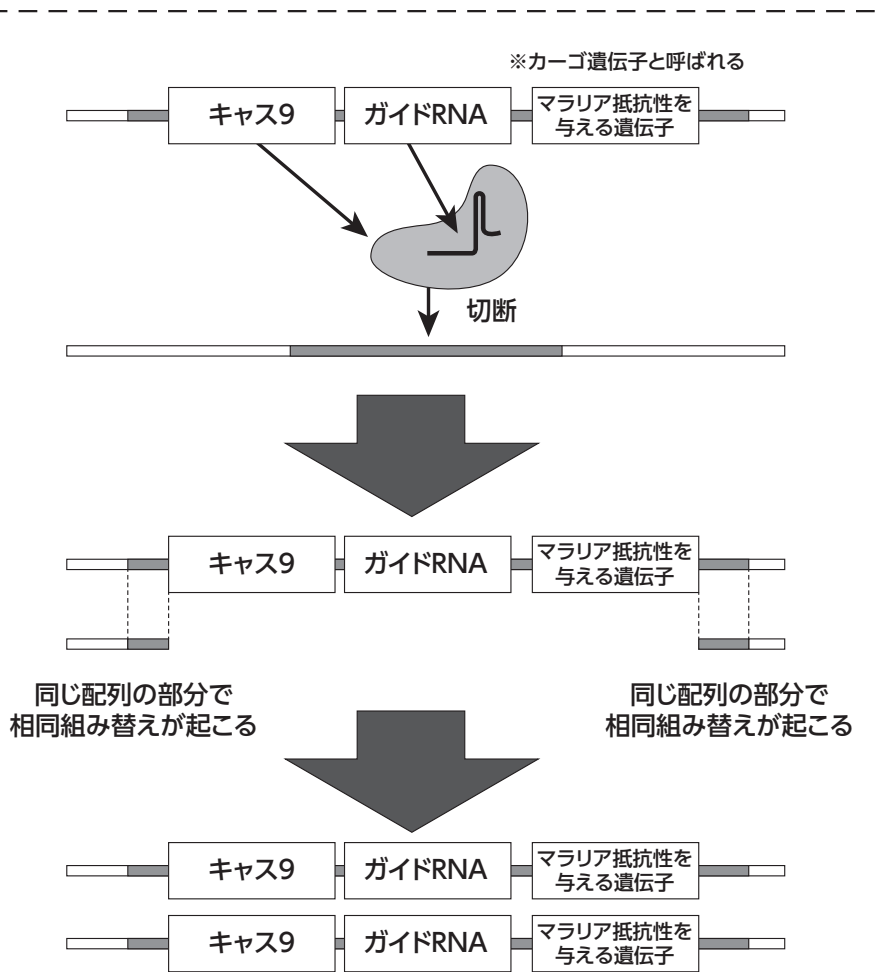 ※カーゴ遺伝子と呼ばれる
キャス9
ガイドRNA
マラリア抵抗性を
与える遺伝子
切断
キャス9
ガイドRNA
マラリア抵抗性を
与える遺伝子
同じ配列の部分で
相同組み替えが起こる
同じ配列の部分で
相同組み替えが起こる
キャス9
ガイドRNA
マラリア抵抗性を
与える遺伝子
キャス9
ガイドRNA
マラリア抵抗性を
与える遺伝子